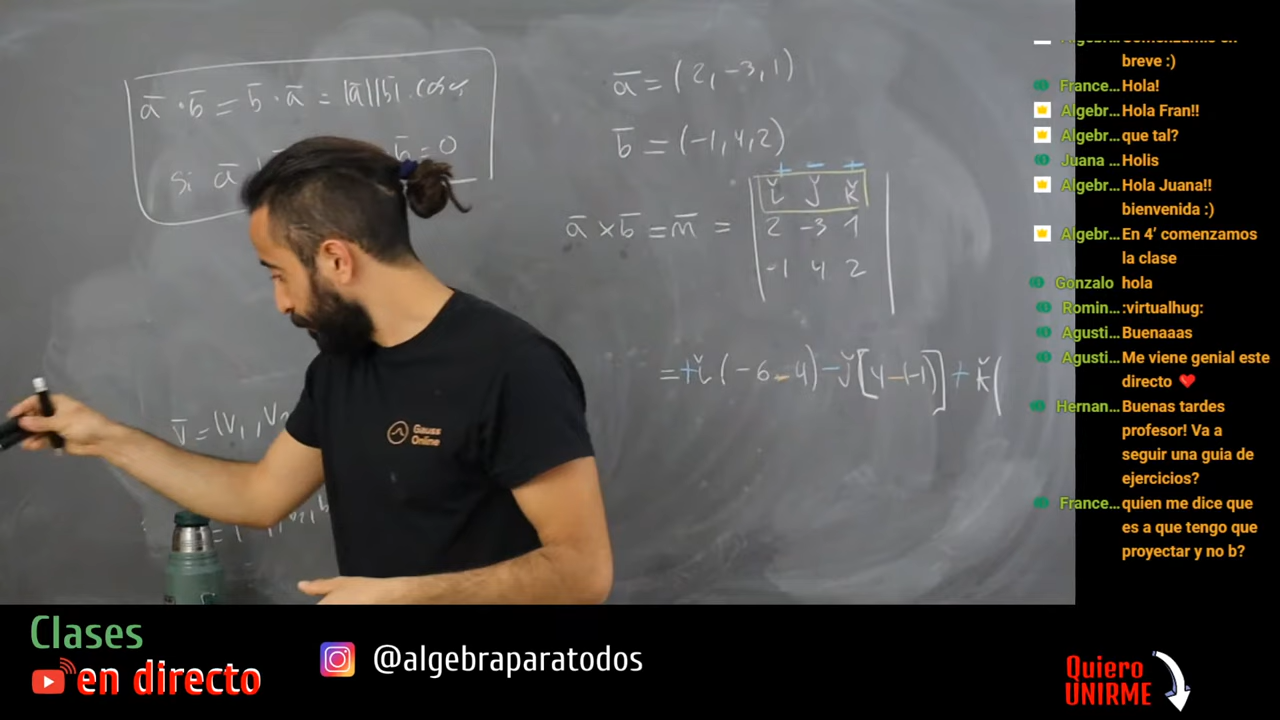 ā · b̄ = b̄ · ā = |ā||b̄| . cos α
si ā b̄ = 0
ā = (2, -3, 1)
b̄ = (-1, 4, 2)
+ - +
ǐ ǰ ǩ
ā × b̄ = n̄ =
2 -3 1
-1 4 2
= +ǐ (-6 - 4) - ǰ [4 - (-1)] + ǩ (
v̄ = (v₁, v₂
Gauss
Online
breve :)
France... Hola!
Algebr... Hola Fran!!
Algebr... que tal?
Juana ... Holis
Algebr... Hola Juana!!
bienvenida :)
Algebr... En 4' comenzamos
la clase
Gonzalo hola
Romin... :virtualhug:
Agusti... Buenaaas
Agusti... Me viene genial este
directo ❤
Hernan... Buenas tardes
profesor! Va a
seguir una guia de
ejercicios?
France... quien me dice que
es a que tengo que
proyectar y no b?
Clases
en directo
@algebraparatodos
Quiero
UNIRME